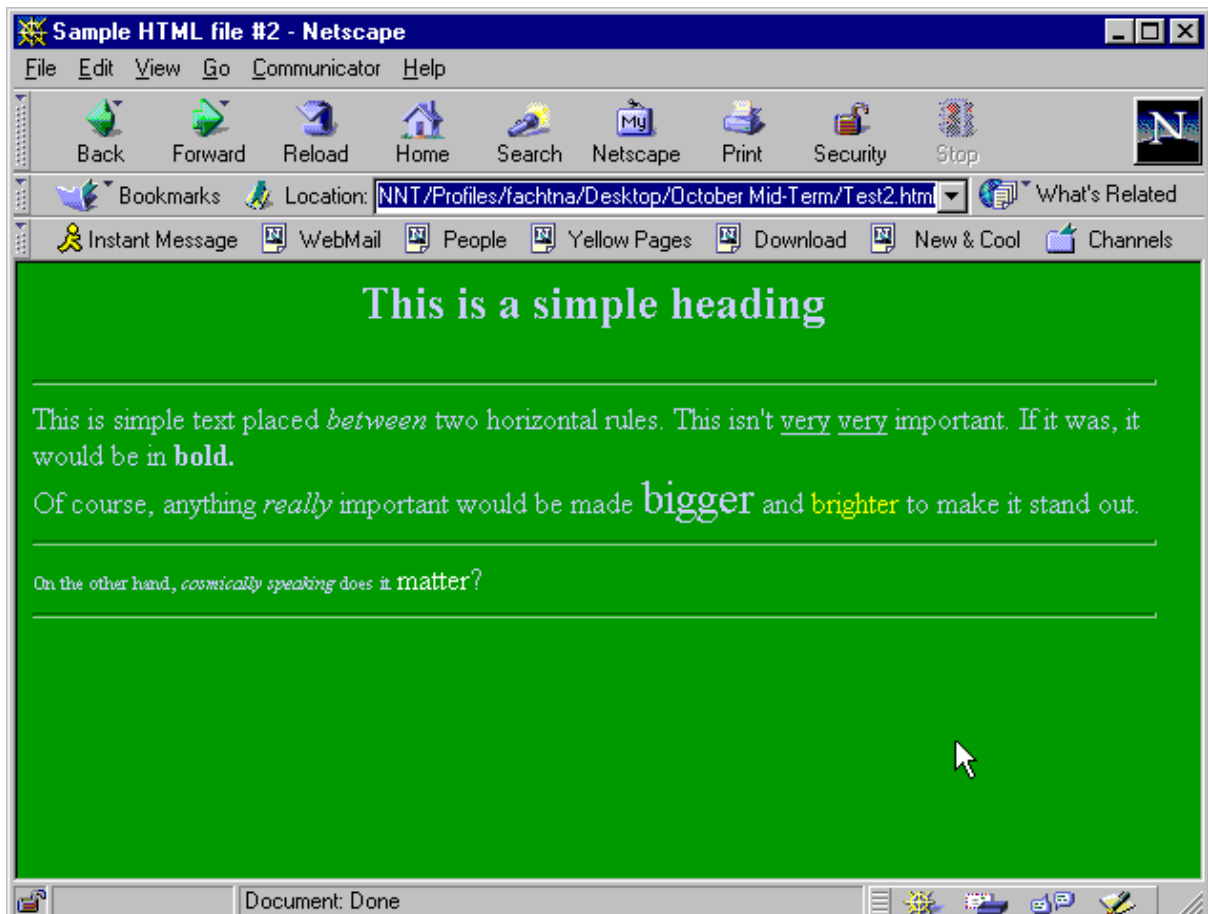 Sample HTML file #2 - Netscape
File Edit View Go Communicator Help
My N
Back Forward Reload Home Search Netscape Print Security Stop
Bookmarks Location: NNT/Profiles/fachtna/Desktop/October Mid-Term/Test2.html What's Related
Instant Message WebMail People Yellow Pages Download New & Cool Channels
This is a simple heading
This is simple text placed between two horizontal rules. This isn't very very important. If it was, it
would be in bold.
Of course, anything really important would be made bigger and brighter to make it stand out.
On the other hand, cosmically speaking does it matter?
Document: Done